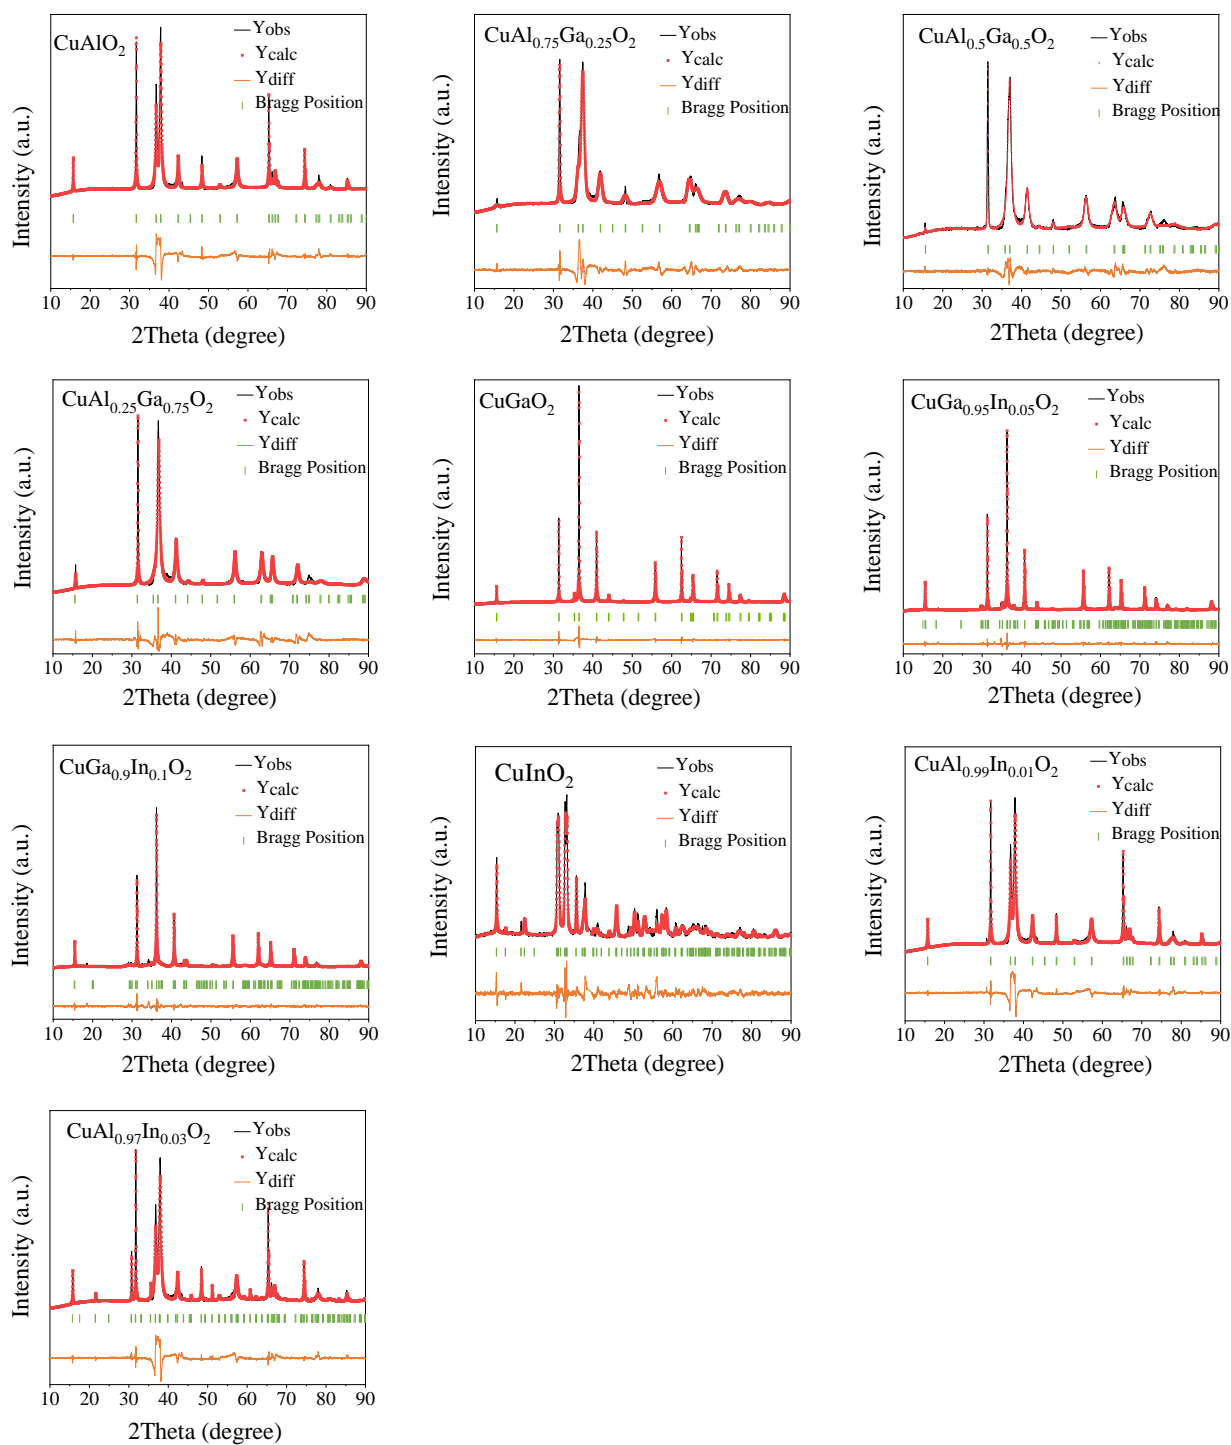 CuAlO₂
Yobs
Ycalc
Ydiff
Bragg Position
Intensity (a.u.)
10 20 30 40 50 60 70 80 90
2Theta (degree)
CuAl₀.₇₅Ga₀.₂₅O₂
Yobs
Ycalc
Ydiff
Bragg Position
Intensity (a.u.)
10 20 30 40 50 60 70 80 90
2Theta (degree)
CuAl₀.₅Ga₀.₅O₂
Yobs
Ycalc
Ydiff
Bragg Position
Intensity (a.u.)
10 20 30 40 50 60 70 80 90
2Theta (degree)
CuAl₀.₂₅Ga₀.₇₅O₂
Yobs
Ycalc
Ydiff
Bragg Position
Intensity (a.u.)
10 20 30 40 50 60 70 80 90
2Theta (degree)
CuGaO₂
Yobs
Ycalc
Ydiff
Bragg Position
Intensity (a.u.)
10 20 30 40 50 60 70 80 90
2Theta (degree)
CuGa₀.₉₅In₀.₀₅O₂
Yobs
Ycalc
Ydiff
Bragg Position
Intensity (a.u.)
10 20 30 40 50 60 70 80 90
2Theta (degree)
CuGa₀.₉In₀.₁O₂
Yobs
Ycalc
Ydiff
Bragg Position
Intensity (a.u.)
10 20 30 40 50 60 70 80 90
2Theta (degree)
CuInO₂
Yobs
Ycalc
Ydiff
Bragg Position
Intensity (a.u.)
10 20 30 40 50 60 70 80 90
2Theta (degree)
CuAl₀.₉₉In₀.₀₁O₂
Yobs
Ycalc
Ydiff
Bragg Position
Intensity (a.u.)
10 20 30 40 50 60 70 80 90
2Theta (degree)
CuAl₀.₉₇In₀.₀₃O₂
Yobs
Ycalc
Ydiff
Bragg Position
Intensity (a.u.)
10 20 30 40 50 60 70 80 90
2Theta (degree)